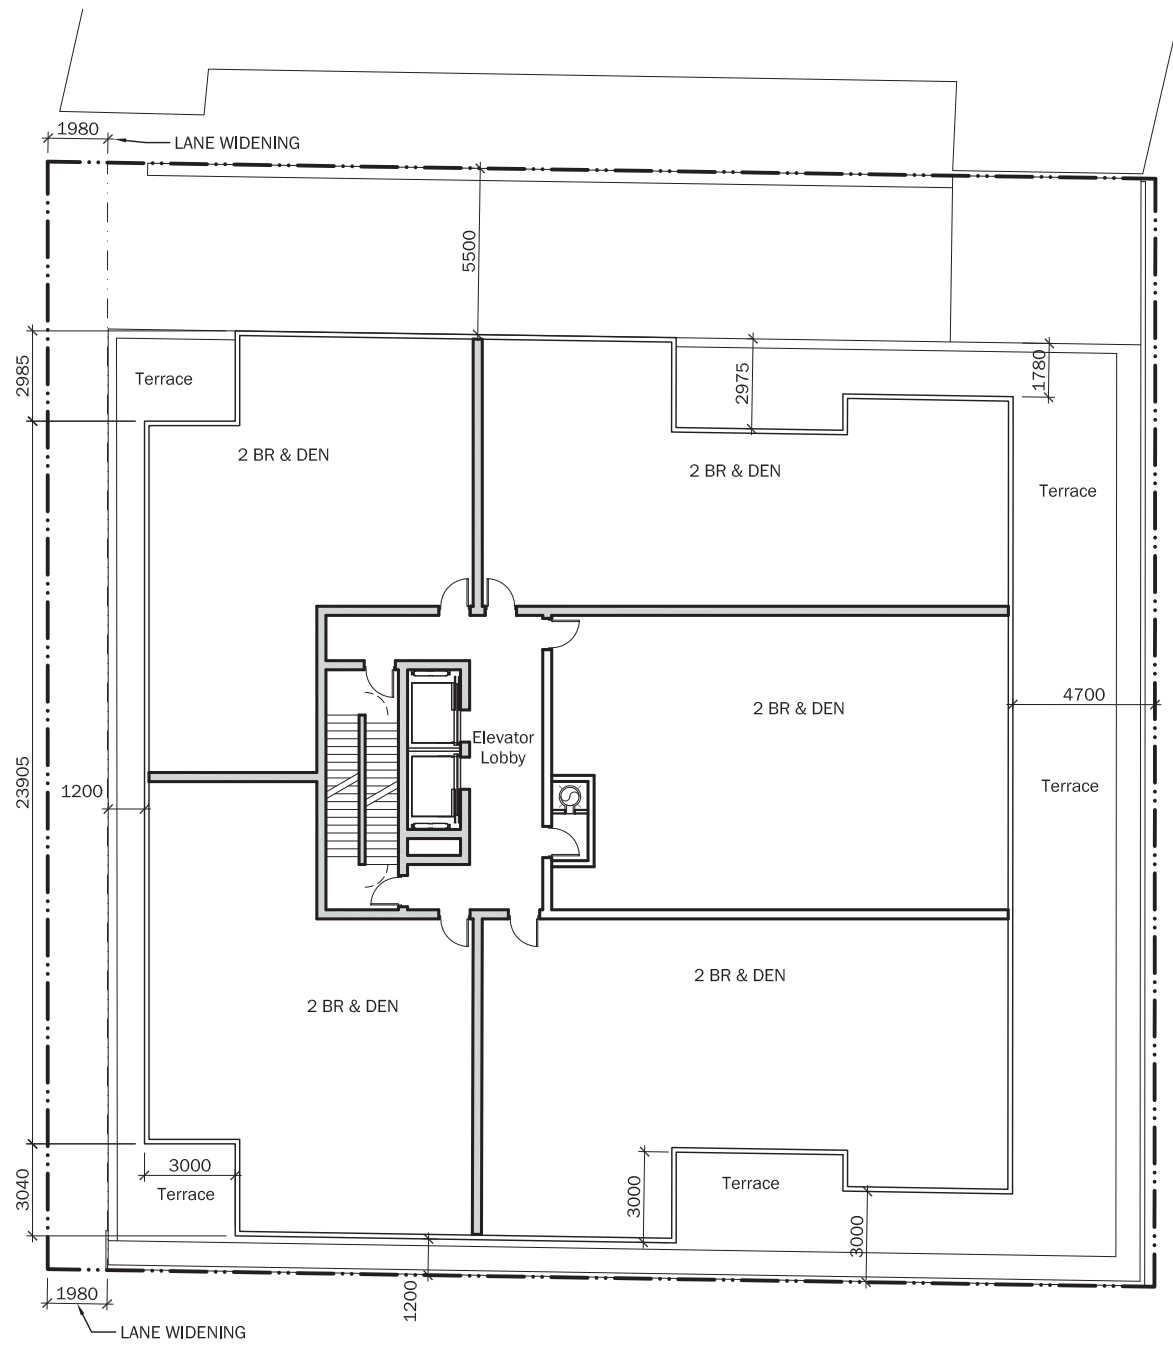 1980
LANE WIDENING
5500
2985
Terrace
2975
1780
2 BR & DEN
2 BR & DEN
Terrace
4700
2 BR & DEN
Elevator
Lobby
23905
1200
Terrace
2 BR & DEN
2 BR & DEN
3000
Terrace
3040
3000
Terrace
3000
1980
1200
LANE WIDENING